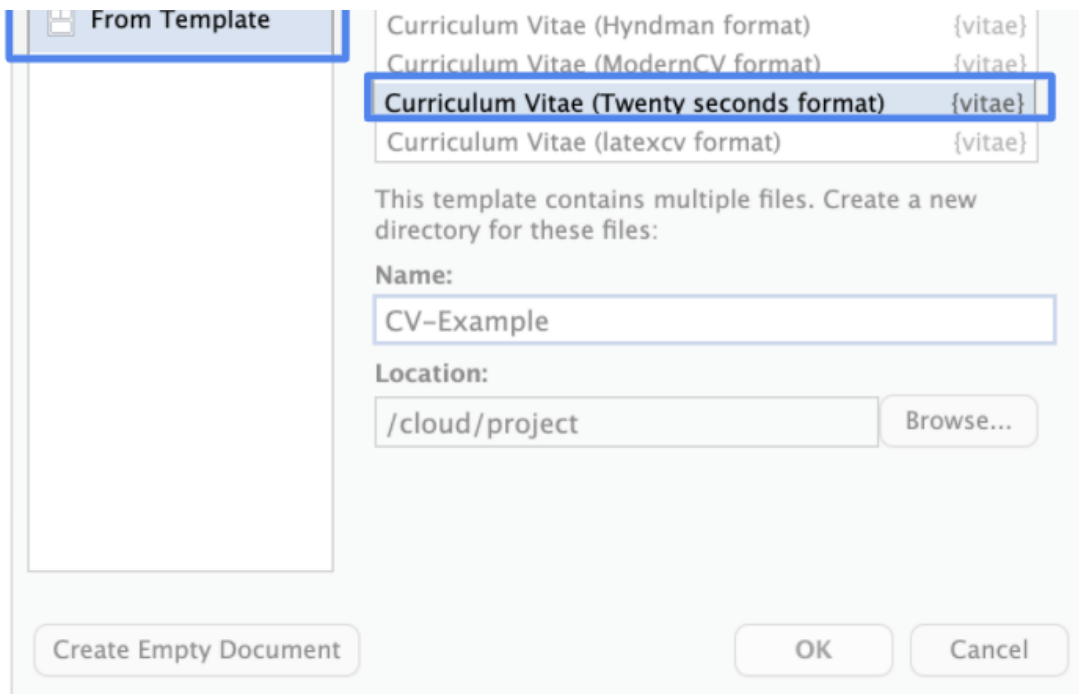 From Template
Curriculum Vitae (Hyndman format) {vitae}
Curriculum Vitae (ModernCV format) {vitae}
Curriculum Vitae (Twenty seconds format) {vitae}
Curriculum Vitae (latexcv format) {vitae}
This template contains multiple files. Create a new
directory for these files:
Name:
CV-Example
Location:
/cloud/project
Browse...
Create Empty Document
OK
Cancel